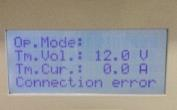 Op.Mode:
Tm.Vol.: 12.0 V
Tm.Cur.: 0.0 A
Connection error